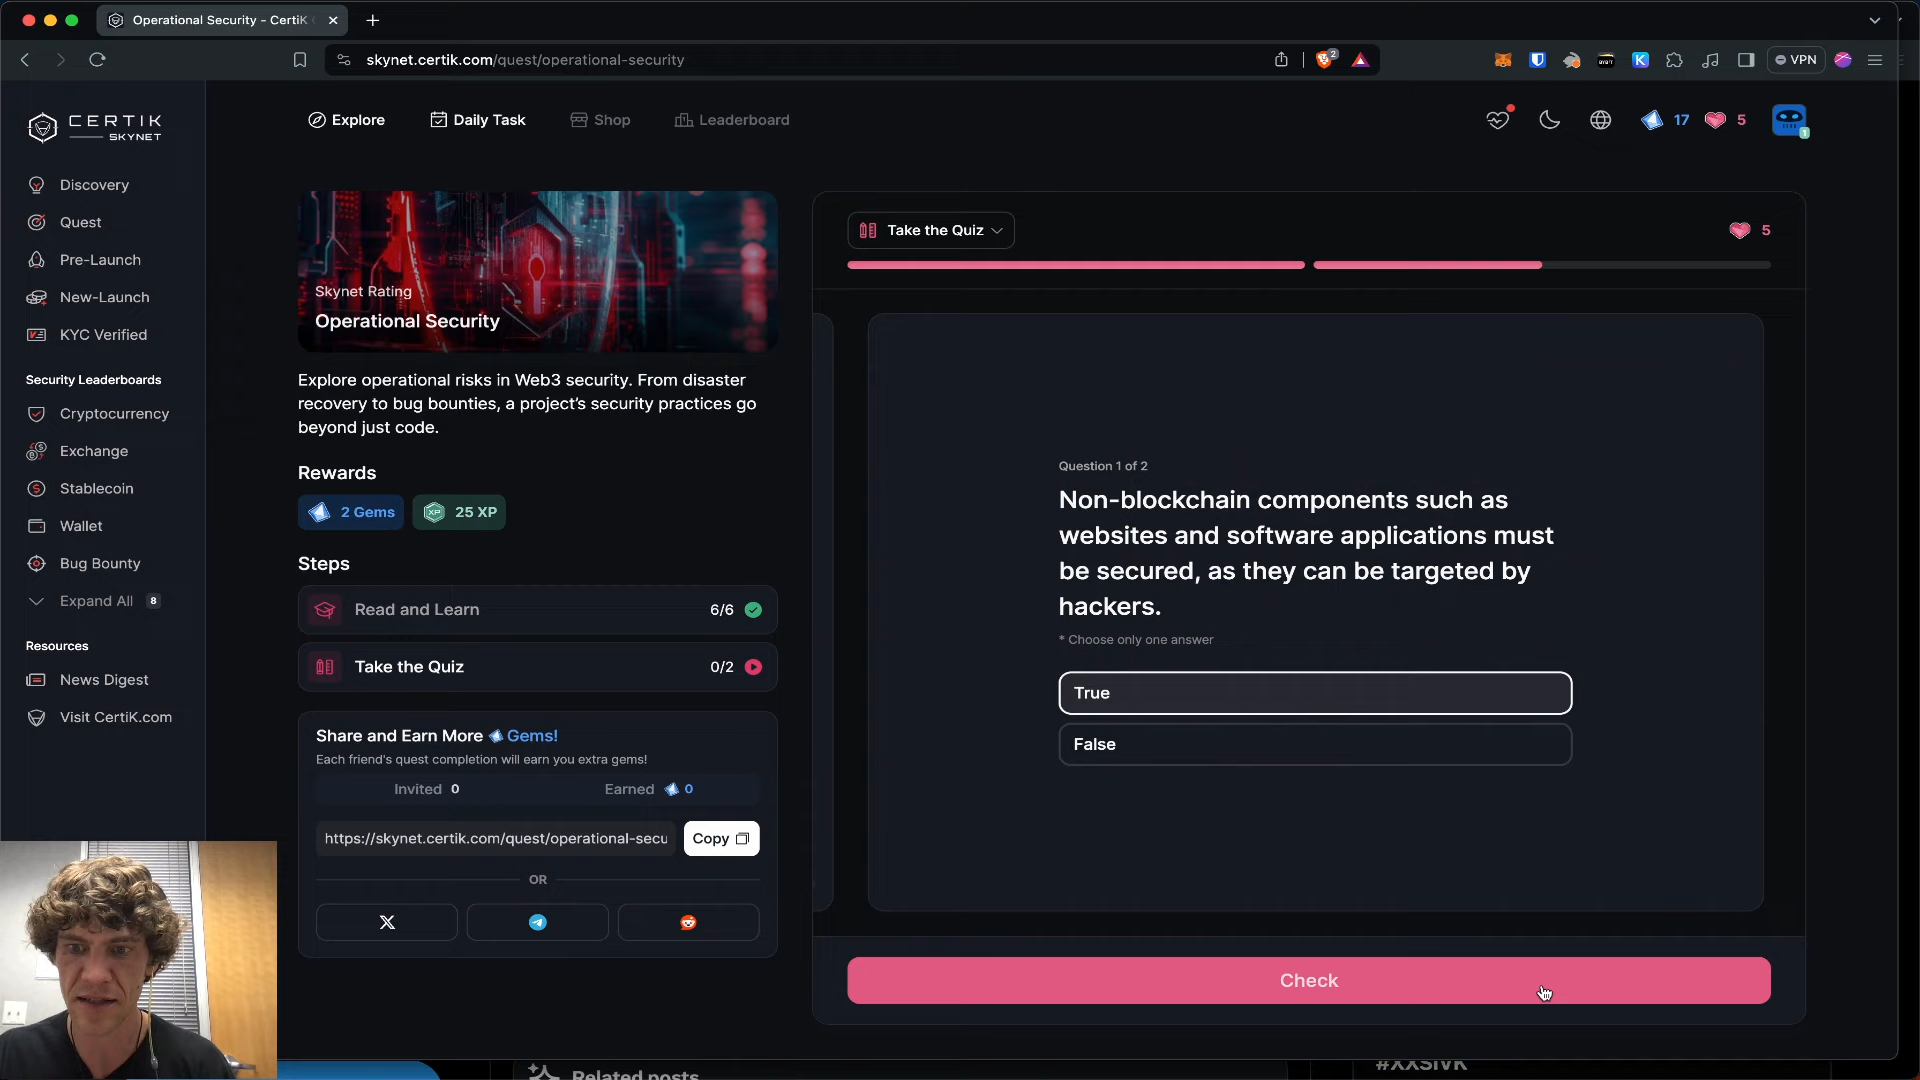 Operational Security - CertiK
skynet.certik.com/quest/operational-security
2
VPN
CERTIK
SKYNET
Explore
Daily Task
Shop
Leaderboard
17
5
1
Discovery
Quest
Pre-Launch
New-Launch
KYC Verified
Security Leaderboards
Cryptocurrency
Exchange
Stablecoin
Wallet
Bug Bounty
Expand All 8
Resources
News Digest
Visit CertiK.com
Skynet Rating
Operational Security
Explore operational risks in Web3 security. From disaster
recovery to bug bounties, a project's security practices go
beyond just code.
Rewards
2 Gems
XP 25 XP
Steps
Read and Learn 6/6
Take the Quiz 0/2
Share and Earn More Gems!
Each friend's quest completion will earn you extra gems!
Invited 0 Earned 0
https://skynet.certik.com/quest/operational-secu
Copy
OR
Take the Quiz
5
Question 1 of 2
Non-blockchain components such as
websites and software applications must
be secured, as they can be targeted by
hackers.
* Choose only one answer
True
False
Check
Related posts
#XXSIVK